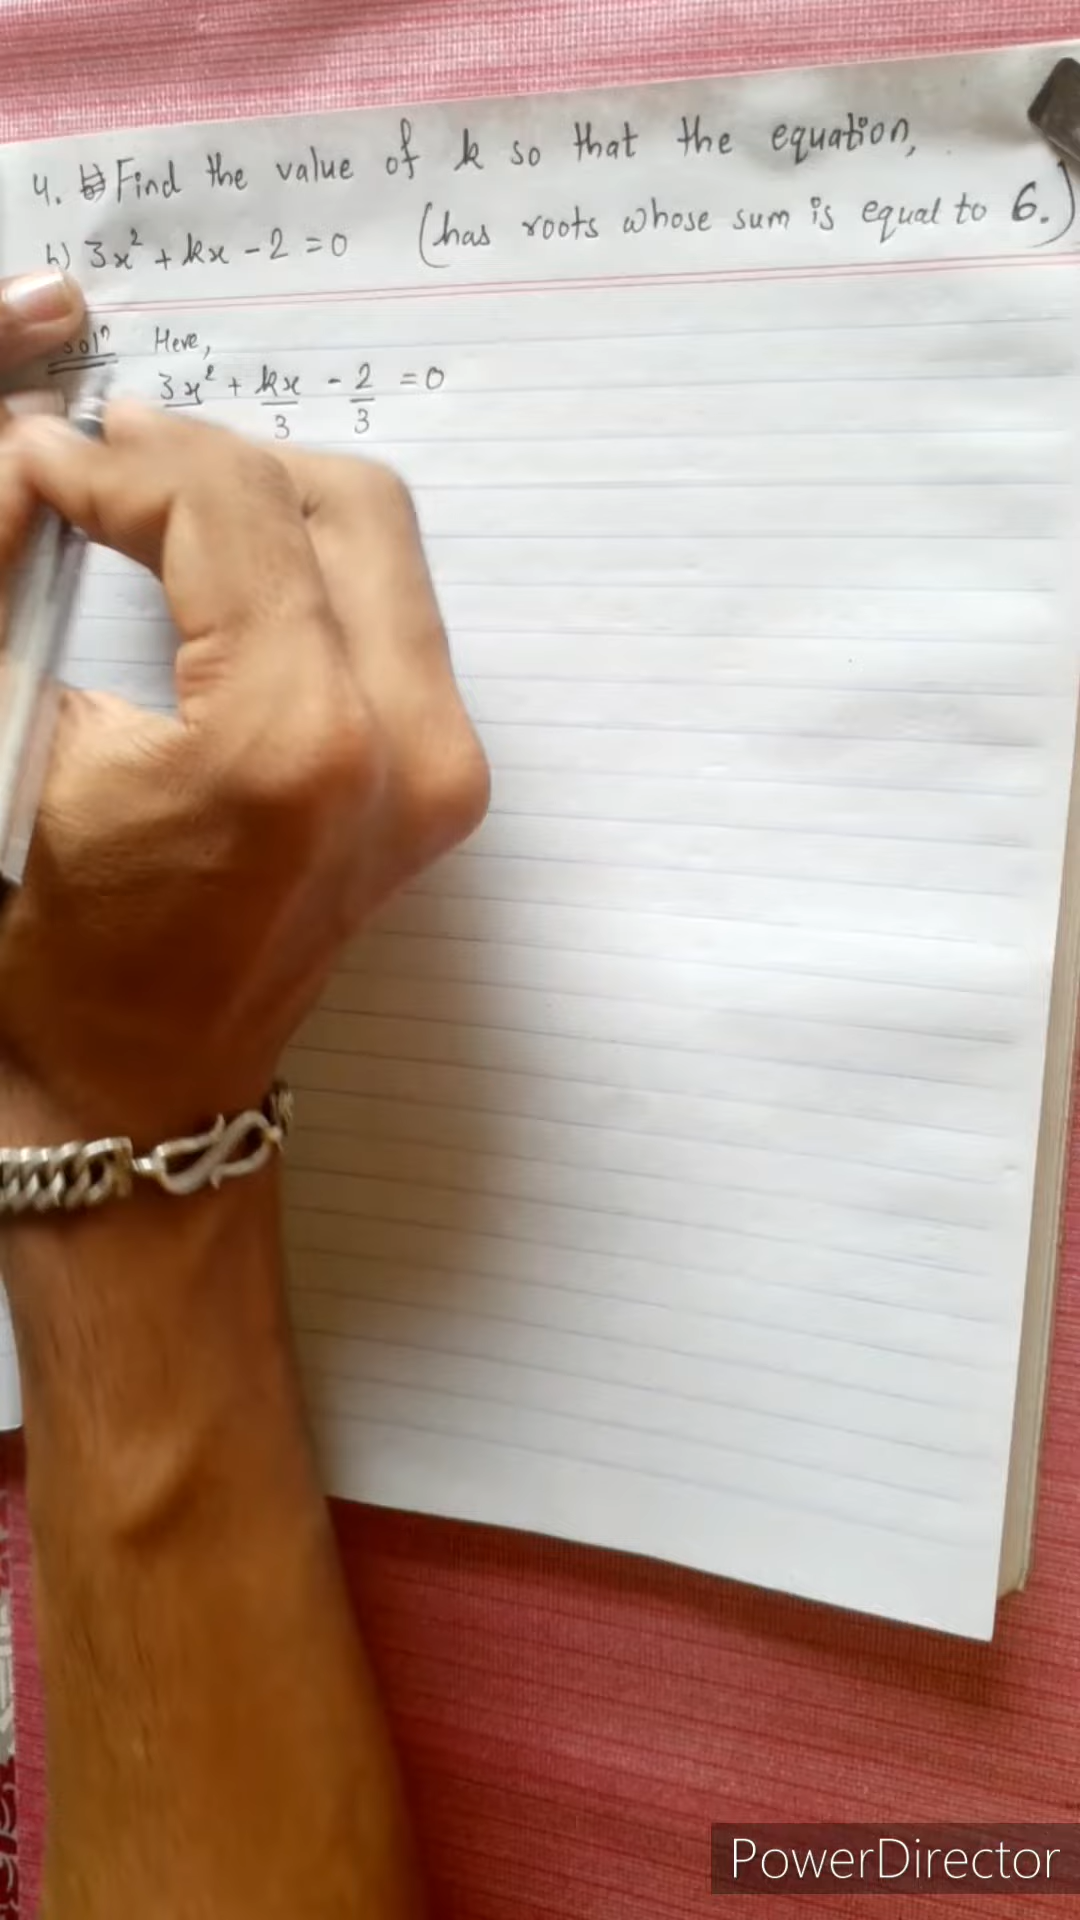 4. Find the value of k so that the equation,
b) 3x² + kx - 2 = 0 (has roots whose sum is equal to 6.)
Solⁿ Here,
3x² + kx/3 - 2/3 = 0
PowerDirector